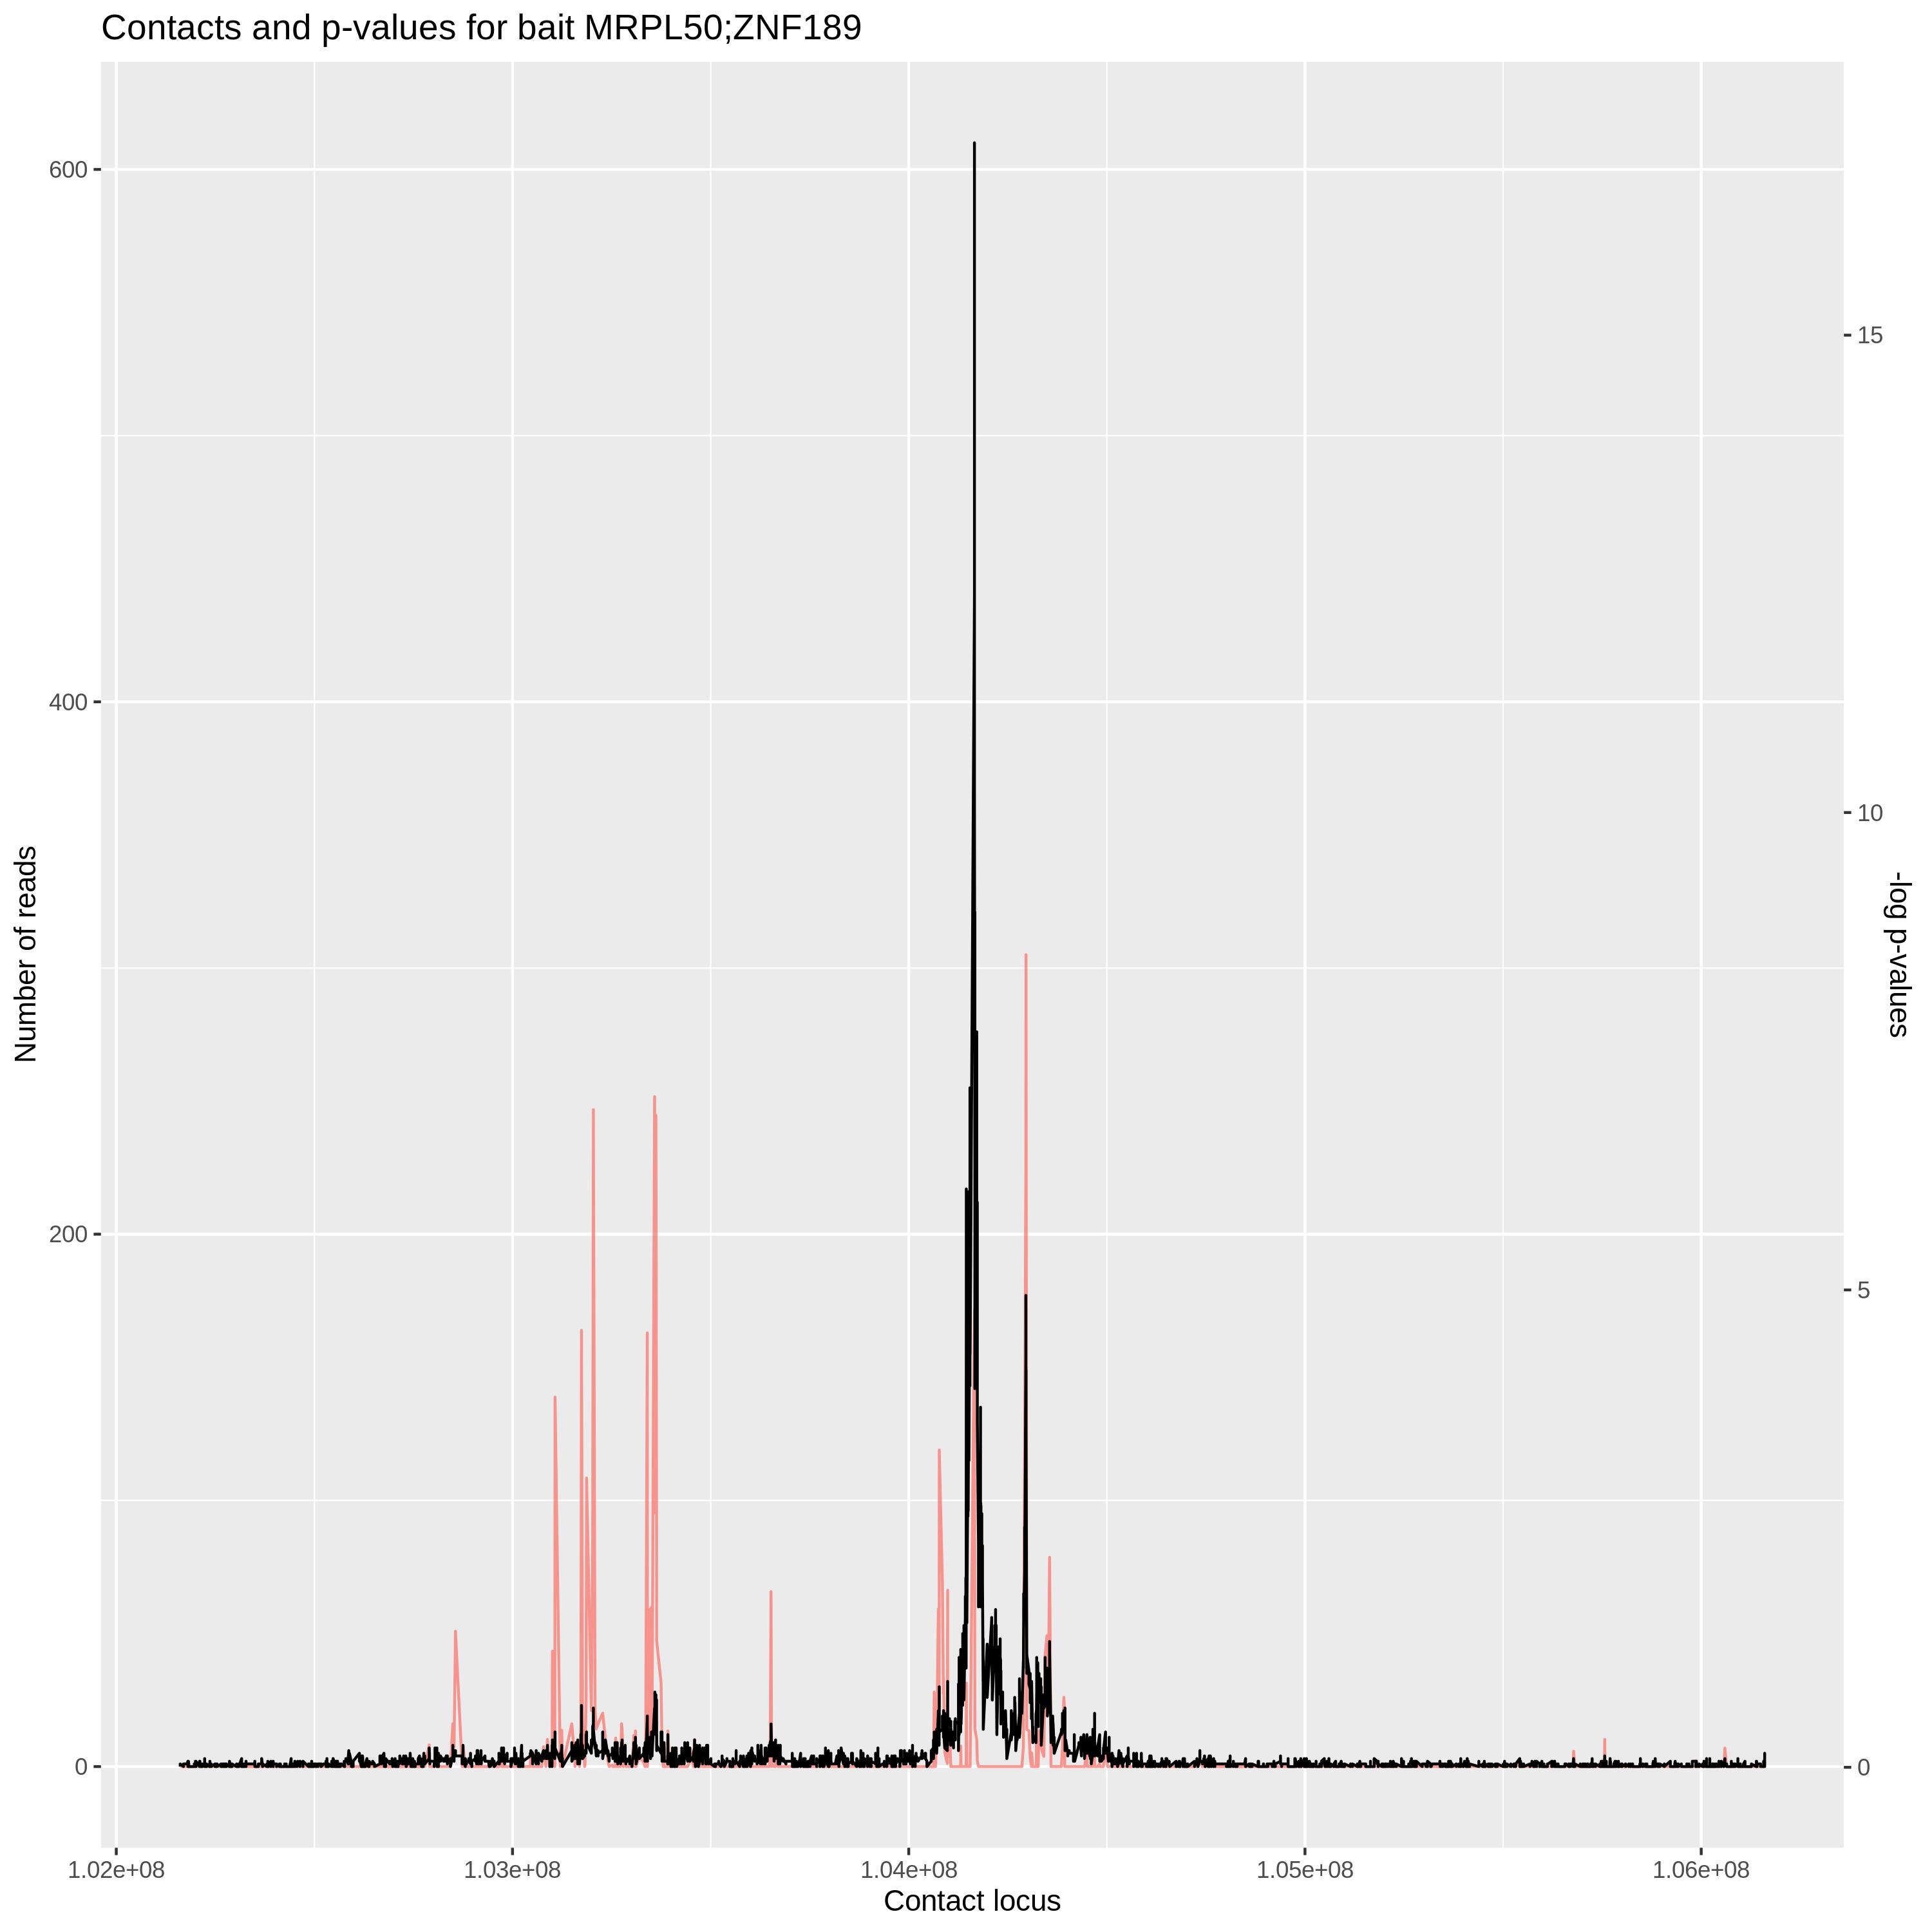 Contacts and p-values for bait MRPL50;ZNF189
600
400
200
0
Number of reads
15
10
5
0
-log p-values
1.02e+08
1.03e+08
1.04e+08
1.05e+08
1.06e+08
Contact locus